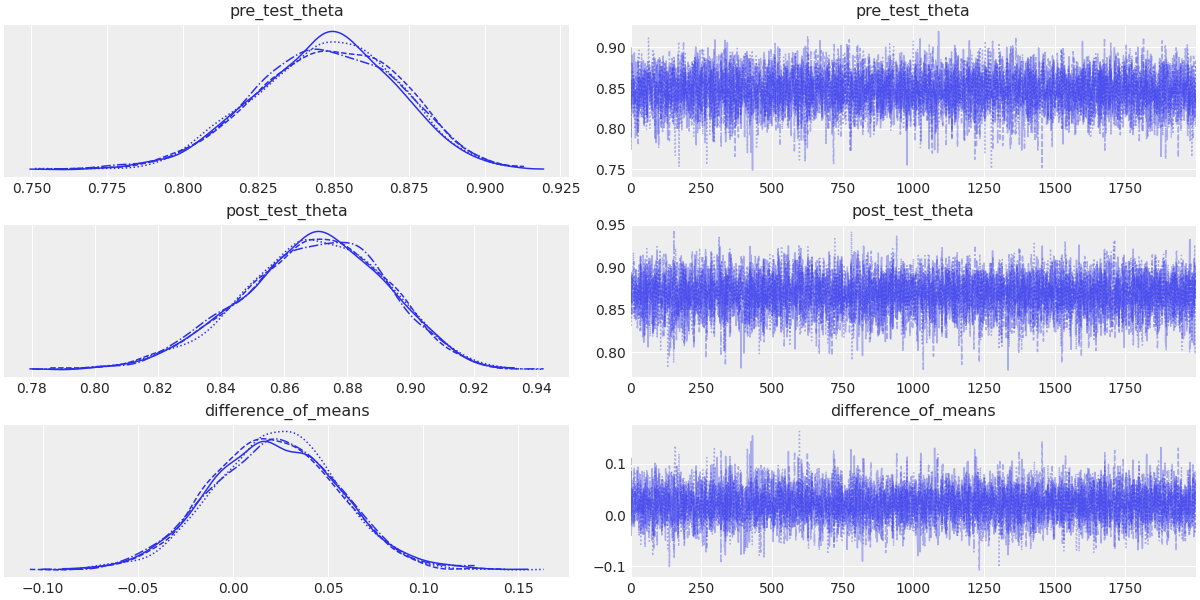 pre_test_theta pre_test_theta
0.90
0.85
0.80
0.75
0.750 0.775 0.800 0.825 0.850 0.875 0.900 0.925 0 250 500 750 1000 1250 1500 1750
post_test_theta post_test_theta
0.95
0.90
0.85
0.80
0.78 0.80 0.82 0.84 0.86 0.88 0.90 0.92 0.94 0 250 500 750 1000 1250 1500 1750
difference_of_means difference_of_means
0.1
0.0
−0.1
−0.10 −0.05 0.00 0.05 0.10 0.15 0 250 500 750 1000 1250 1500 1750